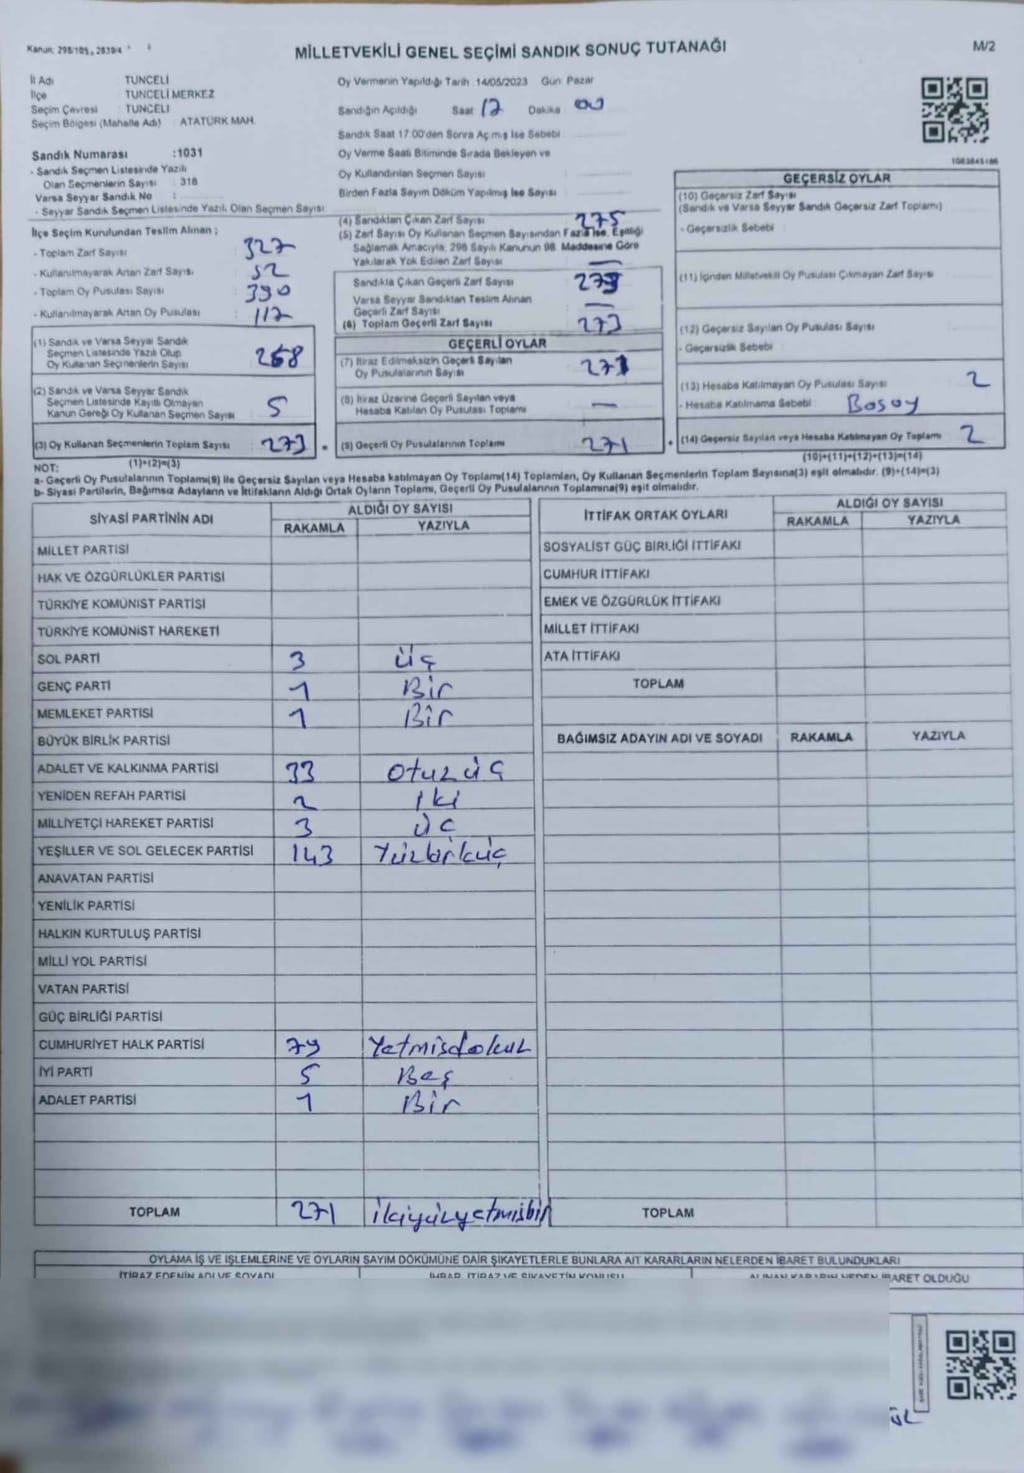 Kanun: 298/105, 2839/4
MİLLETVEKİLİ GENEL SEÇİMİ SANDIK SONUÇ TUTANAĞI
M/2
İl Adı TUNCELİ
İlçe TUNCELİ MERKEZ
Seçim Çevresi : TUNCELİ
Seçim Bölgesi (Mahalle Adı) : ATATÜRK MAH.
Oy Vermenin Yapıldığı Tarih :14/05/2023 Gün: Pazar
Sandığın Açıldığı Saat 17 Dakika 00
Sandık Saat 17:00'den Sonra Açmış İse Sebebi
Oy Verme Saati Bitiminde Sırada Bekleyen ve
Oy Kullandırılan Seçmen Sayısı
Birden Fazla Sayım Döküm Yapılmış İse Sayısı
Sandık Numarası :1031
- Sandık Seçmen Listesinde Yazılı
Olan Seçmenlerin Sayısı : 318
Varsa Seyyar Sandık No :
- Seyyar Sandık Seçmen Listesinde Yazılı Olan Seçmen Sayısı :
İlçe Seçim Kurulundan Teslim Alınan ;
- Toplam Zarf Sayısı 327
- Kullanılmayarak Artan Zarf Sayısı 52
- Toplam Oy Pusulası Sayısı 390
- Kullanılmayarak Artan Oy Pusulası 117
(1) Sandık ve Varsa Seyyar Sandık
Seçmen Listesinde Yazılı Olup
Oy Kullanan Seçmenlerin Sayısı 268
(2) Sandık ve Varsa Seyyar Sandık
Seçmen Listesinde Kayıtlı Olmayan
Kanun Gereği Oy Kullanan Seçmen Sayısı 5
(3) Oy Kullanan Seçmenlerin Toplam Sayısı 273
(1)+(2)=(3)
(4) Sandıktan Çıkan Zarf Sayısı 275
(5) Zarf Sayısı Oy Kullanan Seçmen Sayısından Fazla İse, Eşitliği
Sağlamak Amacıyla, 298 Sayılı Kanunun 98. Maddesine Göre
Yakılarak Yok Edilen Zarf Sayısı —
Sandıkta Çıkan Geçerli Zarf Sayısı 273
Varsa Seyyar Sandıktan Teslim Alınan
Geçerli Zarf Sayısı —
(6) Toplam Geçerli Zarf Sayısı 273
GEÇERLİ OYLAR
(7) İtiraz Edilmeksizin Geçerli Sayılan
Oy Pusulalarının Sayısı 271
(8) İtiraz Üzerine Geçerli Sayılan veya
Hesaba Katılan Oy Pusulası Toplamı —
(9) Geçerli Oy Pusulalarının Toplamı 271
1083845186
GEÇERSİZ OYLAR
(10) Geçersiz Zarf Sayısı
(Sandık ve Varsa Seyyar Sandık Geçersiz Zarf Toplamı)
- Geçersizlik Sebebi
(11) İçinden Milletvekili Oy Pusulası Çıkmayan Zarf Sayısı
(12) Geçersiz Sayılan Oy Pusulası Sayısı
- Geçersizlik Sebebi
(13) Hesaba Katılmayan Oy Pusulası Sayısı 2
- Hesaba Katılmama Sebebi Bosoy
(14) Geçersiz Sayılan veya Hesaba Katılmayan Oy Toplamı 2
(10)+(11)+(12)+(13)=(14)
NOT:
a- Geçerli Oy Pusulalarının Toplamı(9) ile Geçersiz Sayılan veya Hesaba katılmayan Oy Toplamı(14) Toplamları, Oy Kullanan Seçmenlerin Toplam Sayısına(3) eşit olmalıdır. (9)+(14)=(3)
b- Siyasi Partilerin, Bağımsız Adayların ve İttifakların Aldığı Ortak Oyların Toplamı, Geçerli Oy Pusulalarının Toplamına(9) eşit olmalıdır.
SİYASİ PARTİNİN ADI ALDIĞI OY SAYISI
RAKAMLA YAZIYLA
MİLLET PARTİSİ
HAK VE ÖZGÜRLÜKLER PARTİSİ
TÜRKİYE KOMÜNİST PARTİSİ
TÜRKİYE KOMÜNİST HAREKETİ
SOL PARTİ 3 üç
GENÇ PARTİ 1 Bir
MEMLEKET PARTİSİ 1 Bir
BÜYÜK BİRLİK PARTİSİ
ADALET VE KALKINMA PARTİSİ 33 otuzüç
YENİDEN REFAH PARTİSİ 2 iki
MİLLİYETÇİ HAREKET PARTİSİ 3 üç
YEŞİLLER VE SOL GELECEK PARTİSİ 143 Yüzkirküç
ANAVATAN PARTİSİ
YENİLİK PARTİSİ
HALKIN KURTULUŞ PARTİSİ
MİLLİ YOL PARTİSİ
VATAN PARTİSİ
GÜÇ BİRLİĞİ PARTİSİ
CUMHURİYET HALK PARTİSİ 79 Yetmisdokuz
İYİ PARTİ 5 Beş
ADALET PARTİSİ 1 Bir
TOPLAM 271 ikiyüzyetmişbir
İTTİFAK ORTAK OYLARI ALDIĞI OY SAYISI
RAKAMLA YAZIYLA
SOSYALİST GÜÇ BİRLİĞİ İTTİFAKI
CUMHUR İTTİFAKI
EMEK VE ÖZGÜRLÜK İTTİFAKI
MİLLET İTTİFAKI
ATA İTTİFAKI
TOPLAM
BAĞIMSIZ ADAYIN ADI VE SOYADI RAKAMLA YAZIYLA
TOPLAM
OYLAMA İŞ VE İŞLEMLERİNE VE OYLARIN SAYIM DÖKÜMÜNE DAİR ŞİKAYETLERLE BUNLARA AİT KARARLARIN NELERDEN İBARET BULUNDUKLARI
İTİRAZ EDENİN ADI VE SOYADI İHBAR, İTİRAZ VE ŞİKAYETİN KONUSU ALINAN KARARIN NEDEN İBARET OLDUĞU